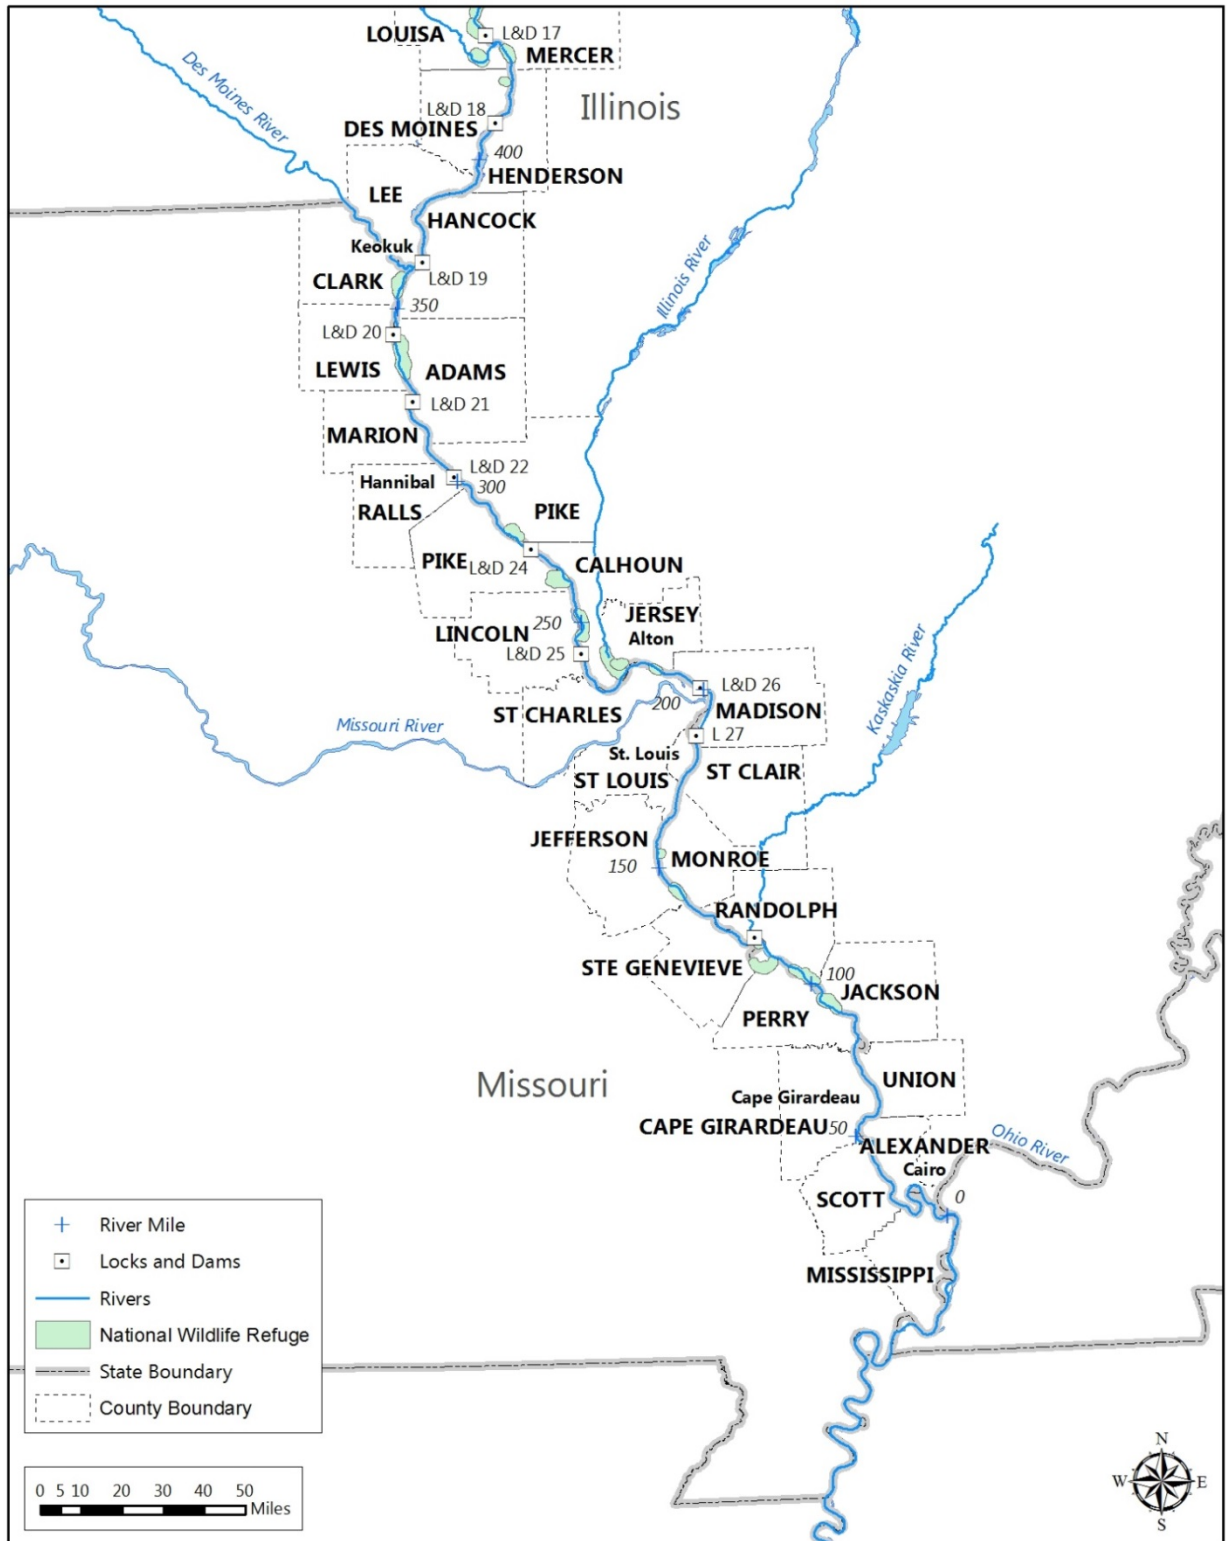 LOUISA
L&D 17
MERCER
Des Moines River
Illinois
L&D 18
DES MOINES
400
HENDERSON
LEE
HANCOCK
Keokuk
L&D 19
CLARK
350
Illinois River
L&D 20
LEWIS
ADAMS
L&D 21
MARION
L&D 22
Hannibal
300
RALLS
PIKE
PIKE
L&D 24
CALHOUN
JERSEY
250
LINCOLN
Alton
L&D 25
Kaskaskia River
L&D 26
200
ST CHARLES
MADISON
Missouri River
L 27
St. Louis
ST LOUIS
ST CLAIR
JEFFERSON
150
MONROE
RANDOLPH
STE GENEVIEVE
100
JACKSON
PERRY
Missouri
UNION
Cape Girardeau
CAPE GIRARDEAU
50
Ohio River
ALEXANDER
Cairo
SCOTT
0
MISSISSIPPI
River Mile
Locks and Dams
Rivers
National Wildlife Refuge
State Boundary
County Boundary
0 5 10 20 30 40 50
Miles
N
W E
S